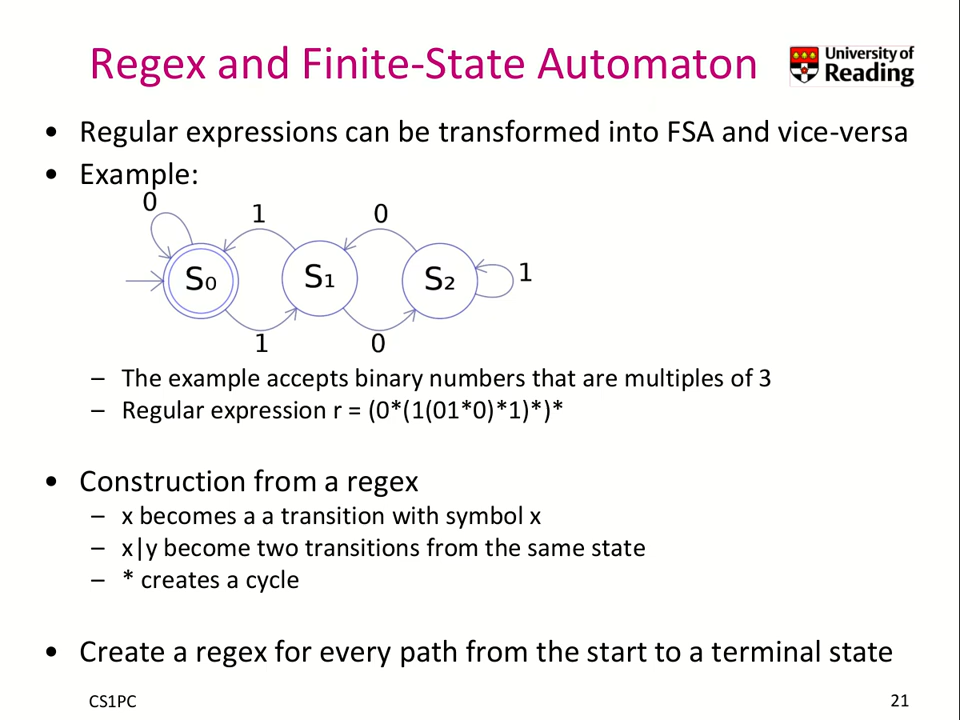 Regex and Finite-State Automaton
University of
Reading
• Regular expressions can be transformed into FSA and vice-versa
• Example:
0
1
0
S₀
S₁
S₂
1
1
0
– The example accepts binary numbers that are multiples of 3
– Regular expression r = (0*(1(01*0)*1)*)*
• Construction from a regex
– x becomes a a transition with symbol x
– x|y become two transitions from the same state
– * creates a cycle
• Create a regex for every path from the start to a terminal state
CS1PC
21